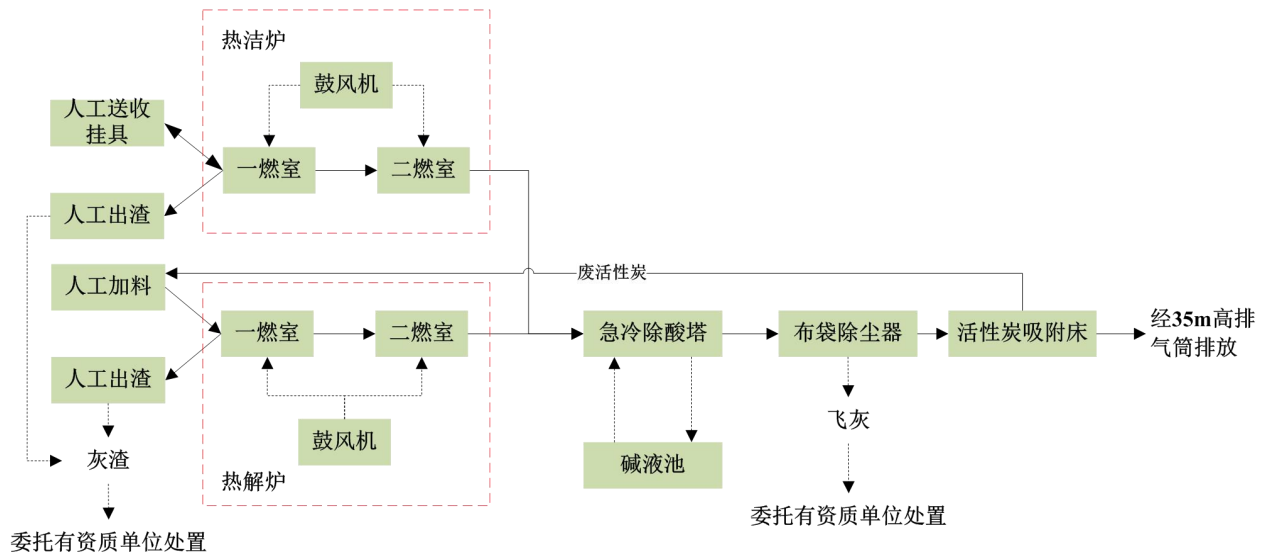 热洁炉
鼓风机
人工送收
挂具
一燃室
二燃室
人工出渣
人工加料
废活性炭
一燃室
二燃室
急冷除酸塔
布袋除尘器
活性炭吸附床
经35m高排
气筒排放
人工出渣
鼓风机
飞灰
灰渣
热解炉
碱液池
委托有资质单位处置
委托有资质单位处置